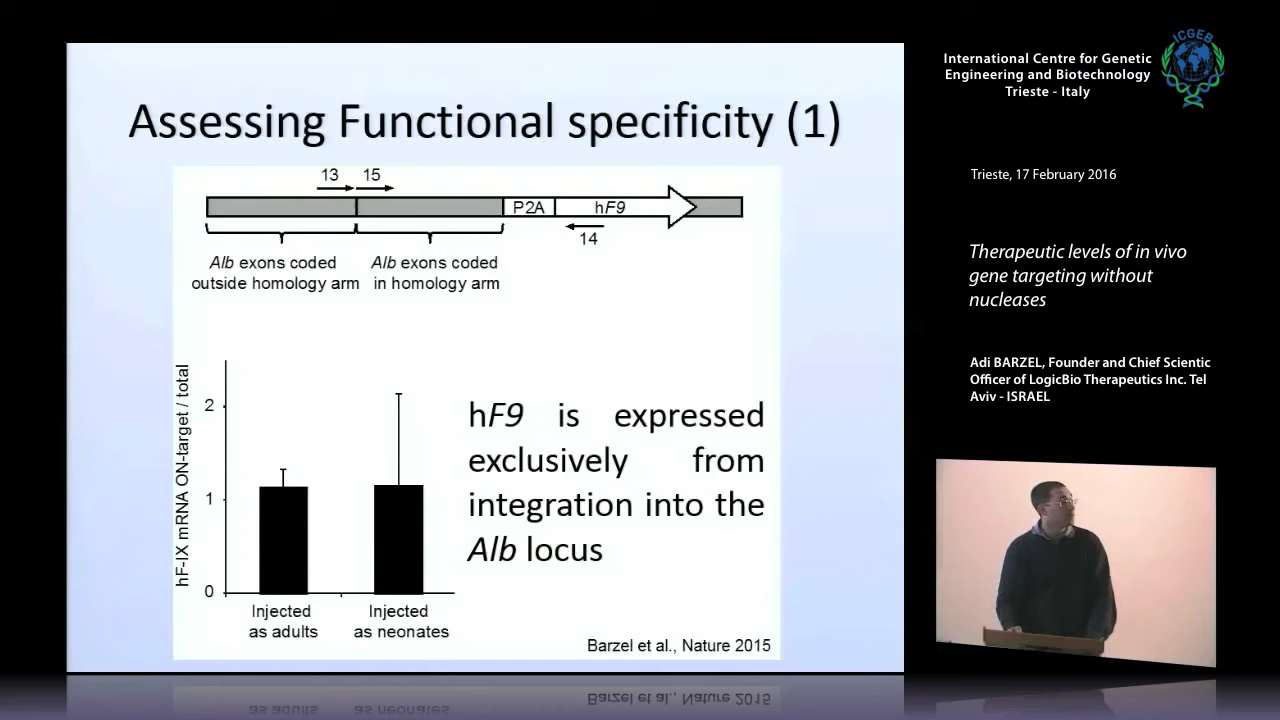 Assessing Functional specificity (1)
13 15
P2A hF9
14
Alb exons coded
outside homology arm
Alb exons coded
in homology arm
hF-IX mRNA ON-target / total
2
1
0
Injected
as adults
Injected
as neonates
hF9 is expressed
exclusively from
integration into the
Alb locus
Barzel et al., Nature 2015
International Centre for Genetic
Engineering and Biotechnology
Trieste - Italy
ICGEB
Trieste, 17 February 2016
Therapeutic levels of in vivo
gene targeting without
nucleases
Adi BARZEL, Founder and Chief Scientic
Officer of LogicBio Therapeutics Inc. Tel
Aviv - ISRAEL